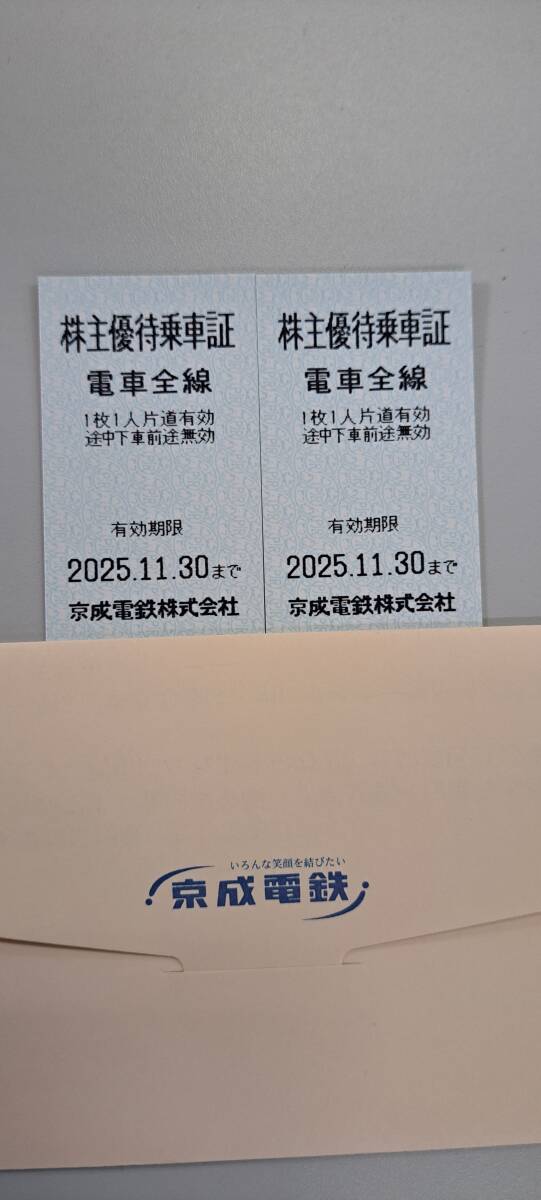 株主優待乗車証
電車全線
1枚1人片道有効
途中下車前途無効
有効期限
2025.11.30まで
京成電鉄株式会社
株主優待乗車証
電車全線
1枚1人片道有効
途中下車前途無効
有効期限
2025.11.30まで
京成電鉄株式会社
いろんな笑顔を結びたい
京成電鉄